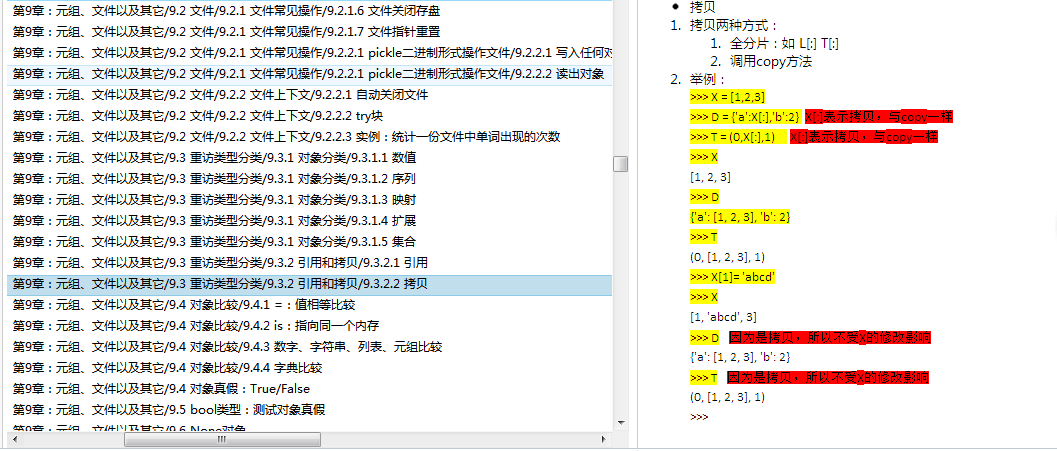 第9章：元组、文件以及其它/9.2 文件/9.2.1 文件常见操作/9.2.1.6 文件关闭存盘
第9章：元组、文件以及其它/9.2 文件/9.2.1 文件常见操作/9.2.1.7 文件指针重置
第9章：元组、文件以及其它/9.2 文件/9.2.1 文件常见操作/9.2.2.1 pickle二进制形式操作文件/9.2.2.1 写入任何对
第9章：元组、文件以及其它/9.2 文件/9.2.1 文件常见操作/9.2.2.1 pickle二进制形式操作文件/9.2.2.2 读出对象
第9章：元组、文件以及其它/9.2 文件/9.2.2 文件上下文/9.2.2.1 自动关闭文件
第9章：元组、文件以及其它/9.2 文件/9.2.2 文件上下文/9.2.2.2 try块
第9章：元组、文件以及其它/9.2 文件/9.2.2 文件上下文/9.2.2.3 实例：统计一份文件中单词出现的次数
第9章：元组、文件以及其它/9.3 重访类型分类/9.3.1 对象分类/9.3.1.1 数值
第9章：元组、文件以及其它/9.3 重访类型分类/9.3.1 对象分类/9.3.1.2 序列
第9章：元组、文件以及其它/9.3 重访类型分类/9.3.1 对象分类/9.3.1.3 映射
第9章：元组、文件以及其它/9.3 重访类型分类/9.3.1 对象分类/9.3.1.4 扩展
第9章：元组、文件以及其它/9.3 重访类型分类/9.3.1 对象分类/9.3.1.5 集合
第9章：元组、文件以及其它/9.3 重访类型分类/9.3.2 引用和拷贝/9.3.2.1 引用
第9章：元组、文件以及其它/9.3 重访类型分类/9.3.2 引用和拷贝/9.3.2.2 拷贝
第9章：元组、文件以及其它/9.4 对象比较/9.4.1 =：值相等比较
第9章：元组、文件以及其它/9.4 对象比较/9.4.2 is：指向同一个内存
第9章：元组、文件以及其它/9.4 对象比较/9.4.3 数字、字符串、列表、元组比较
第9章：元组、文件以及其它/9.4 对象比较/9.4.4 字典比较
第9章：元组、文件以及其它/9.4 对象真假：True/False
第9章：元组、文件以及其它/9.5 bool类型：测试对象真假
第9章：元组、文件以及其它/9.6 None对象
● 拷贝
1. 拷贝两种方式：
1. 全分片：如 L[:] T[:]
2. 调用copy方法
2. 举例：
>>> X = [1,2,3]
>>> D = {'a':X[:],'b':2} X[:]表示拷贝，与copy一样
>>> T = (0,X[:],1) X[:]表示拷贝，与copy一样
>>> X
[1, 2, 3]
>>> D
{'a': [1, 2, 3], 'b': 2}
>>> T
(0, [1, 2, 3], 1)
>>> X[1]= 'abcd'
>>> X
[1, 'abcd', 3]
>>> D 因为是拷贝，所以不受X的修改影响
{'a': [1, 2, 3], 'b': 2}
>>> T 因为是拷贝，所以不受X的修改影响
(0, [1, 2, 3], 1)
>>>